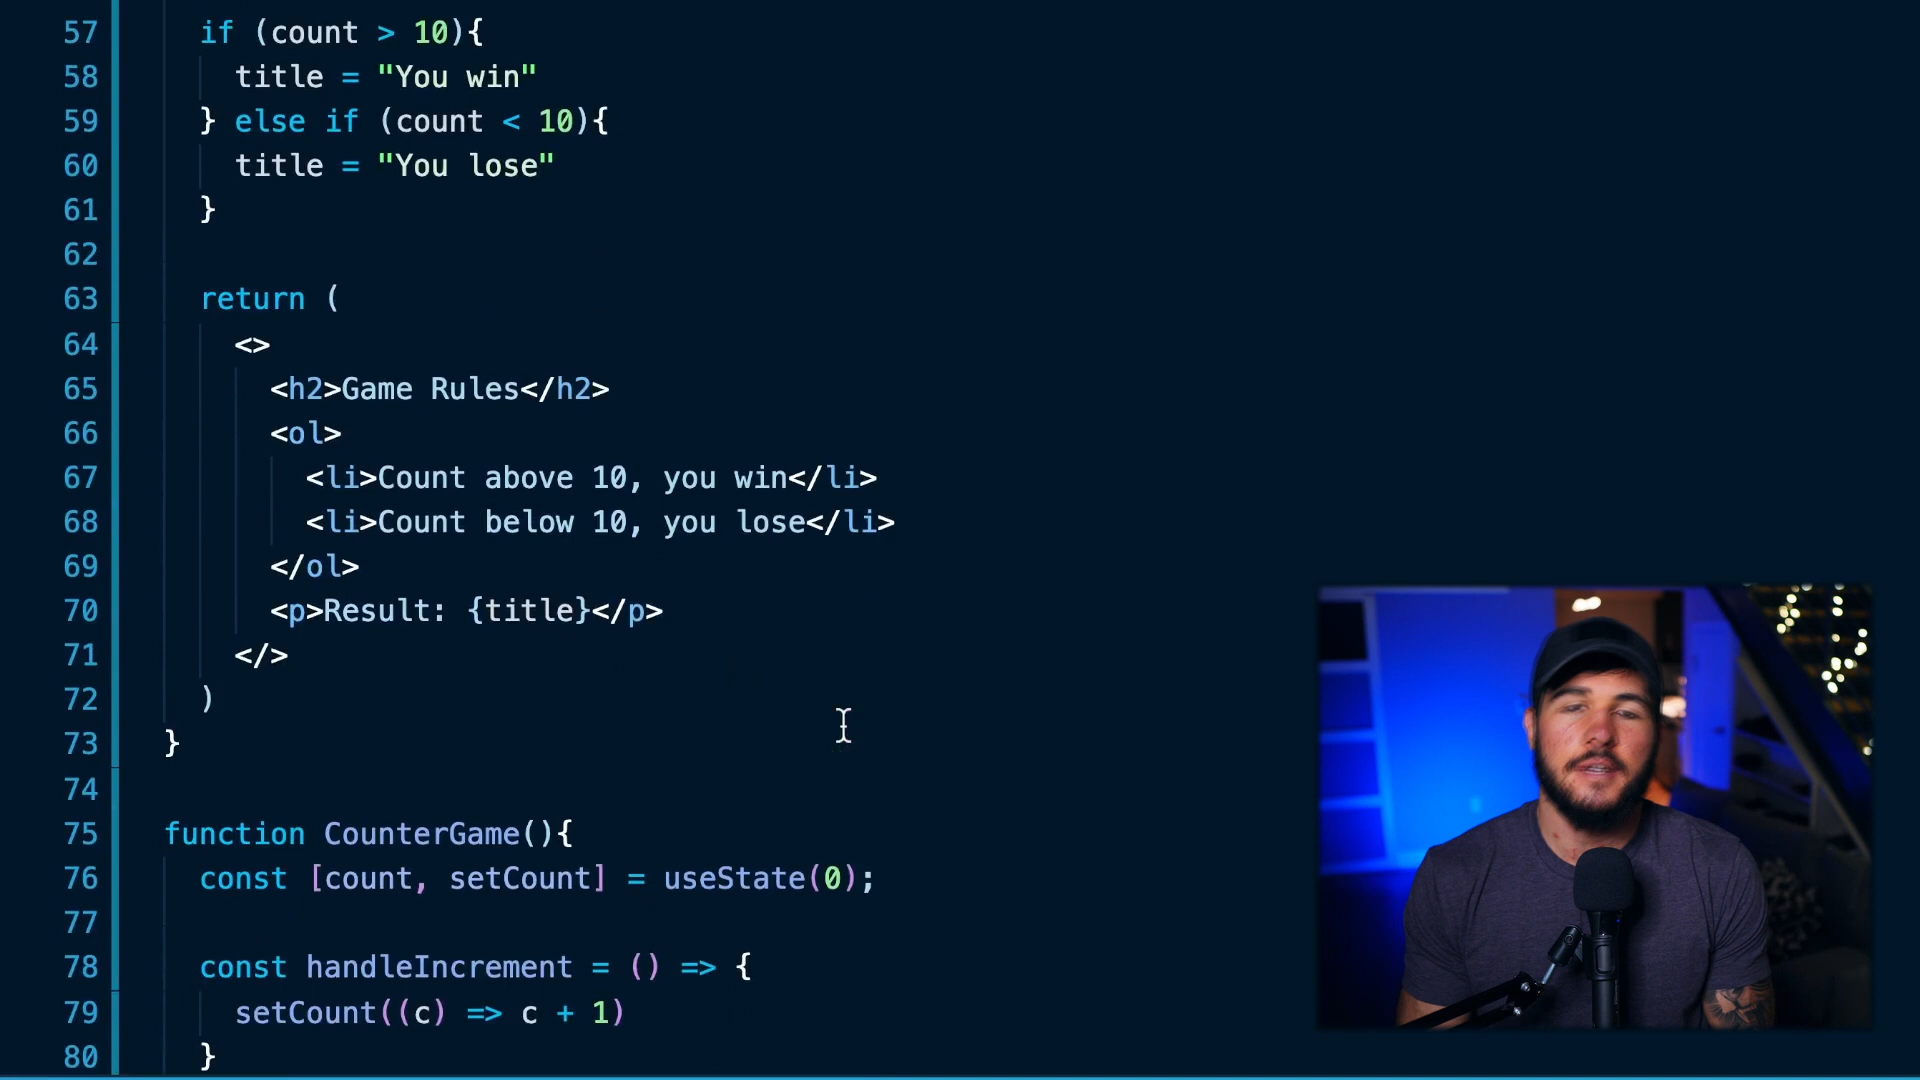 57 if (count > 10){
58 title = "You win"
59 } else if (count < 10){
60 title = "You lose"
61 }
62
63 return (
64 <>
65 <h2>Game Rules</h2>
66 <ol>
67 <li>Count above 10, you win</li>
68 <li>Count below 10, you lose</li>
69 </ol>
70 <p>Result: {title}</p>
71 </>
72 )
73 }
74
75 function CounterGame(){
76 const [count, setCount] = useState(0);
77
78 const handleIncrement = () => {
79 setCount((c) => c + 1)
80 }